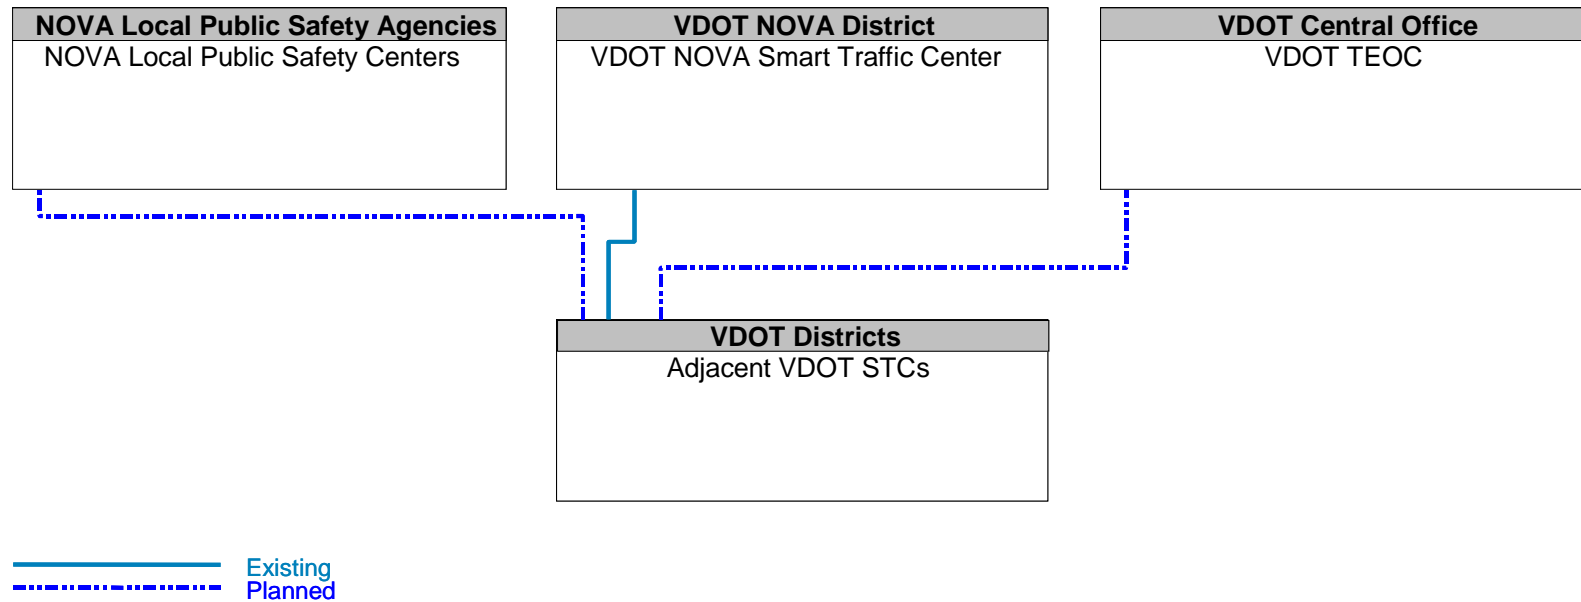 NOVA Local Public Safety Agencies
NOVA Local Public Safety Centers
VDOT NOVA District
VDOT NOVA Smart Traffic Center
VDOT Central Office
VDOT TEOC
VDOT Districts
Adjacent VDOT STCs
Existing
Planned